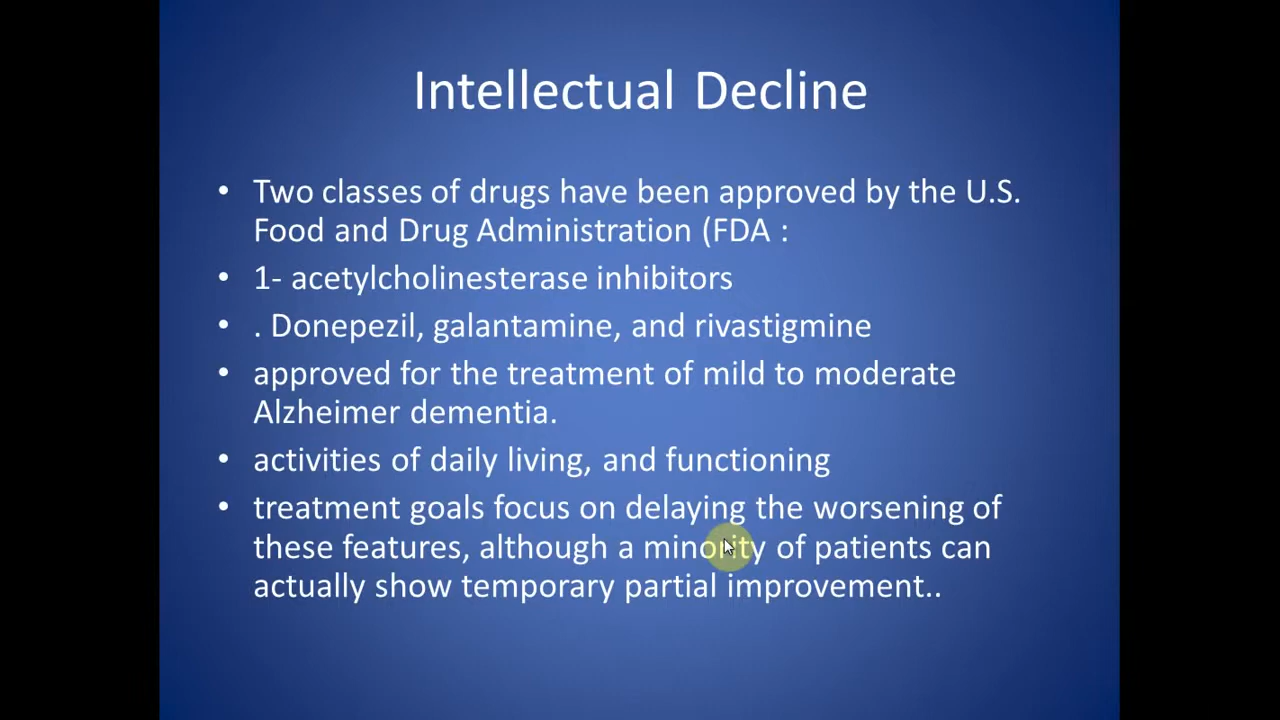 Intellectual Decline
• Two classes of drugs have been approved by the U.S.
Food and Drug Administration (FDA :
• 1- acetylcholinesterase inhibitors
• . Donepezil, galantamine, and rivastigmine
• approved for the treatment of mild to moderate
Alzheimer dementia.
• activities of daily living, and functioning
• treatment goals focus on delaying the worsening of
these features, although a minority of patients can
actually show temporary partial improvement..